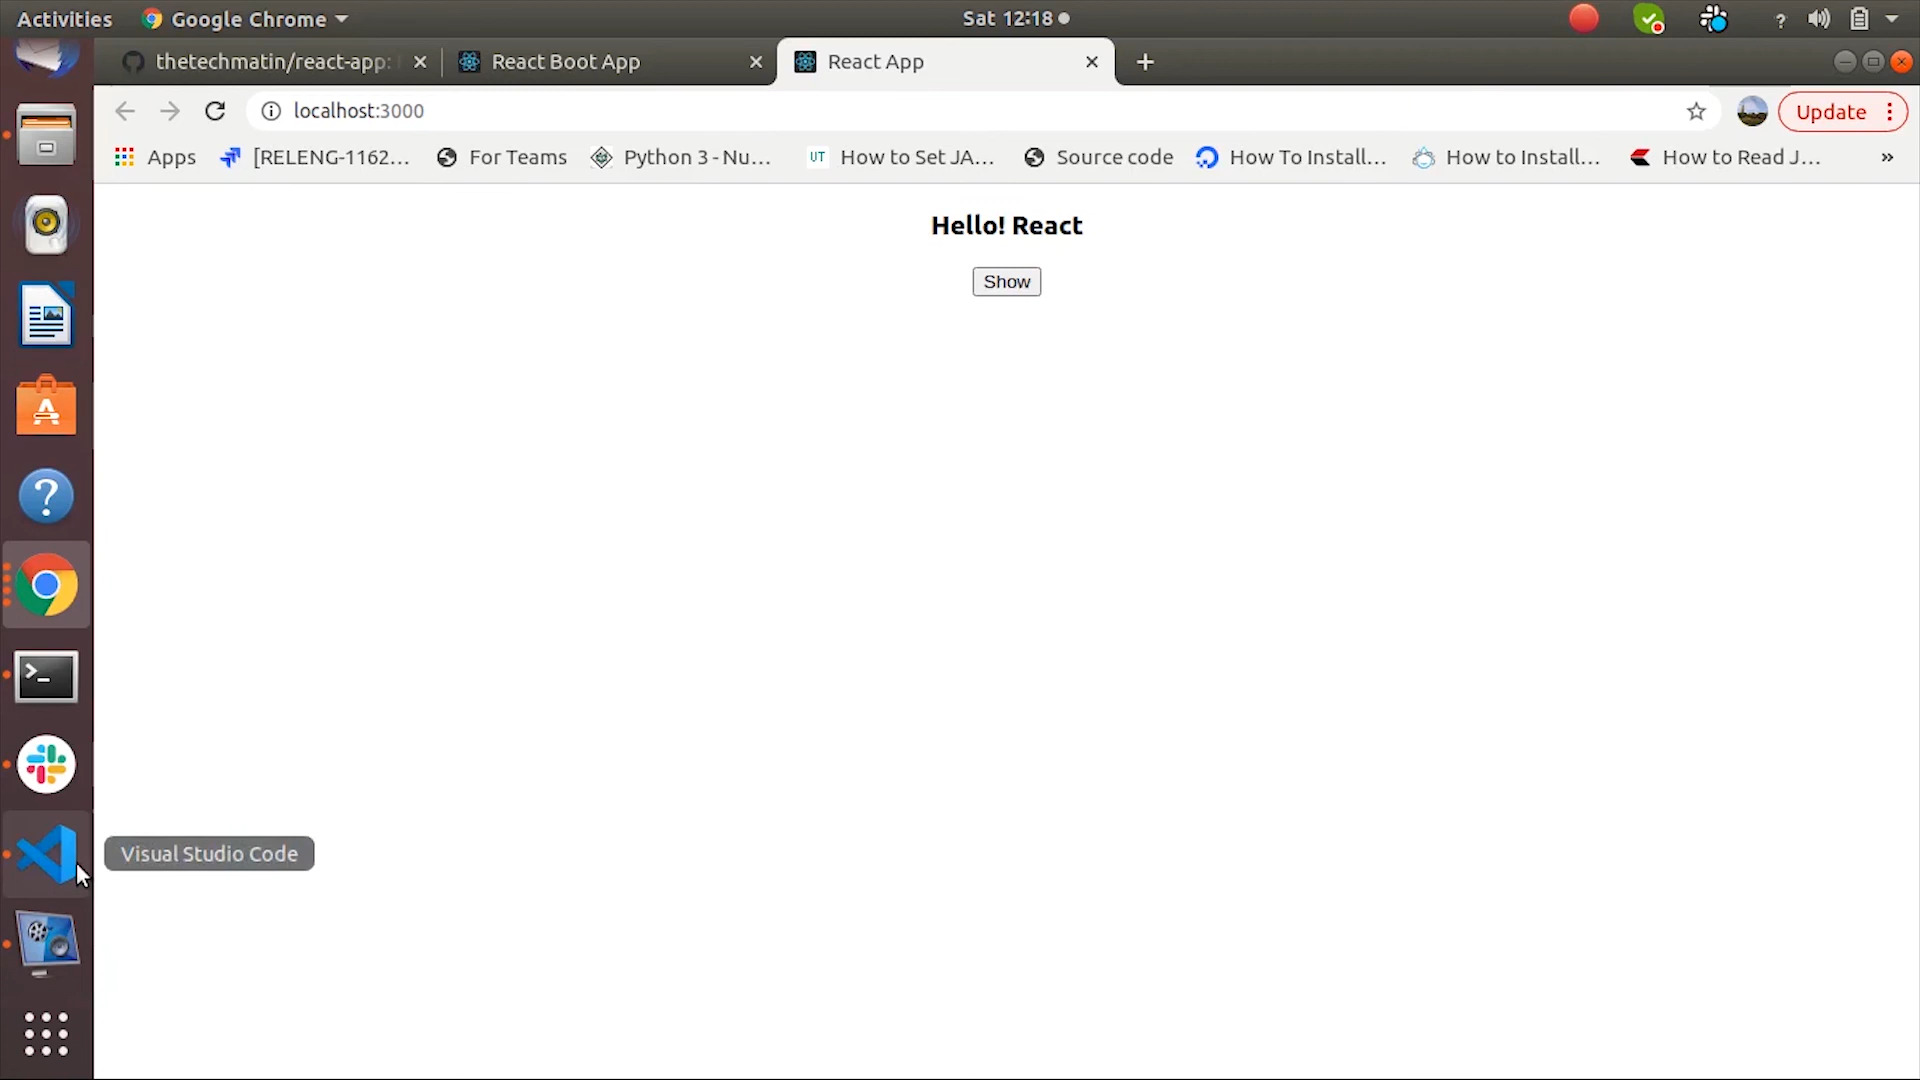 Activities Google Chrome Sat 12:18 ?
thetechmatin/react-app: React Boot App React App
localhost:3000 Update
Apps [RELENG-1162... For Teams Python 3 - Nu... UT How to Set JA... Source code How To Install... How to Install... How to Read J... »
Hello! React
Show
Visual Studio Code